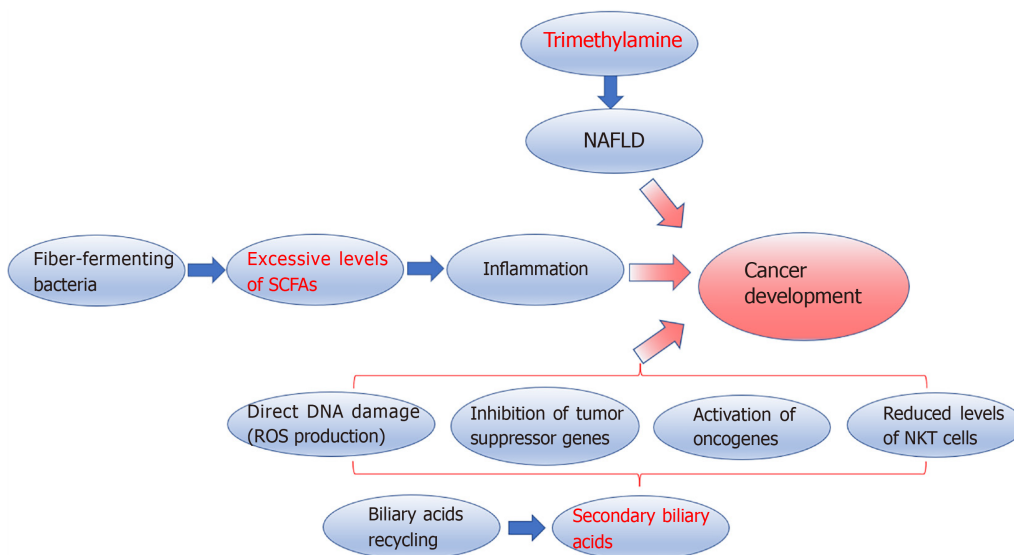 Trimethylamine
NAFLD
Fiber-fermenting
bacteria
Excessive levels
of SCFAs
Inflammation
Cancer
development
Direct DNA damage
(ROS production)
Inhibition of tumor
suppressor genes
Activation of
oncogenes
Reduced levels
of NKT cells
Biliary acids
recycling
Secondary biliary
acids